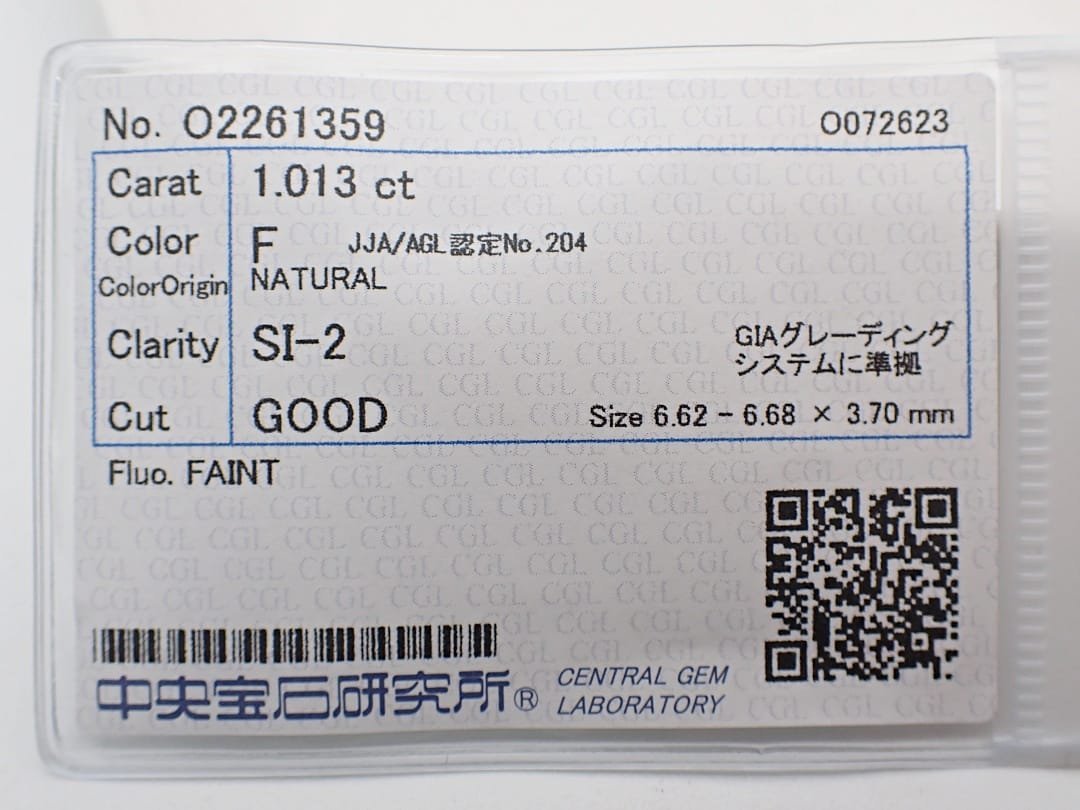 No. O2261359 O072623
Carat 1.013 ct
Color F JJA/AGL認定No.204
ColorOrigin NATURAL
Clarity SI-2 GIAグレーディング
システムに準拠
Cut GOOD Size 6.62 - 6.68 × 3.70 mm
Fluo. FAINT
中央宝石研究所® CENTRAL GEM
LABORATORY